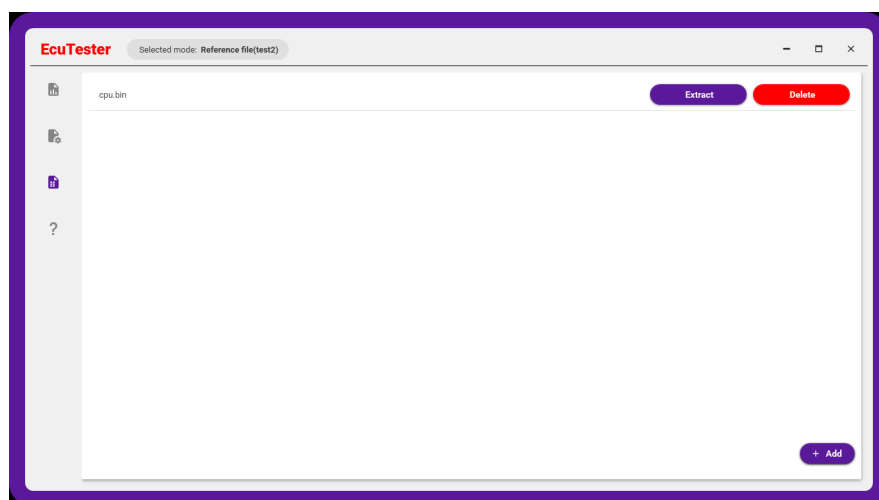 EcuTester
Selected mode: Reference file(test2)
cpu.bin
Extract
Delete
?
+ Add